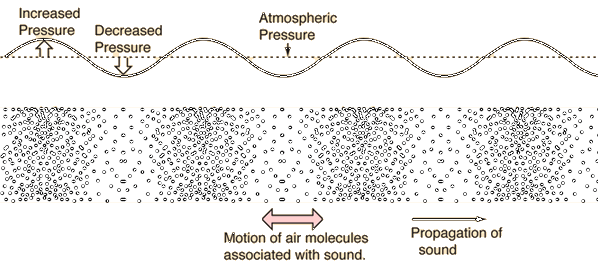 Increased
Pressure
Decreased
Pressure
Atmospheric
Pressure
Motion of air molecules
associated with sound.
Propagation of
sound